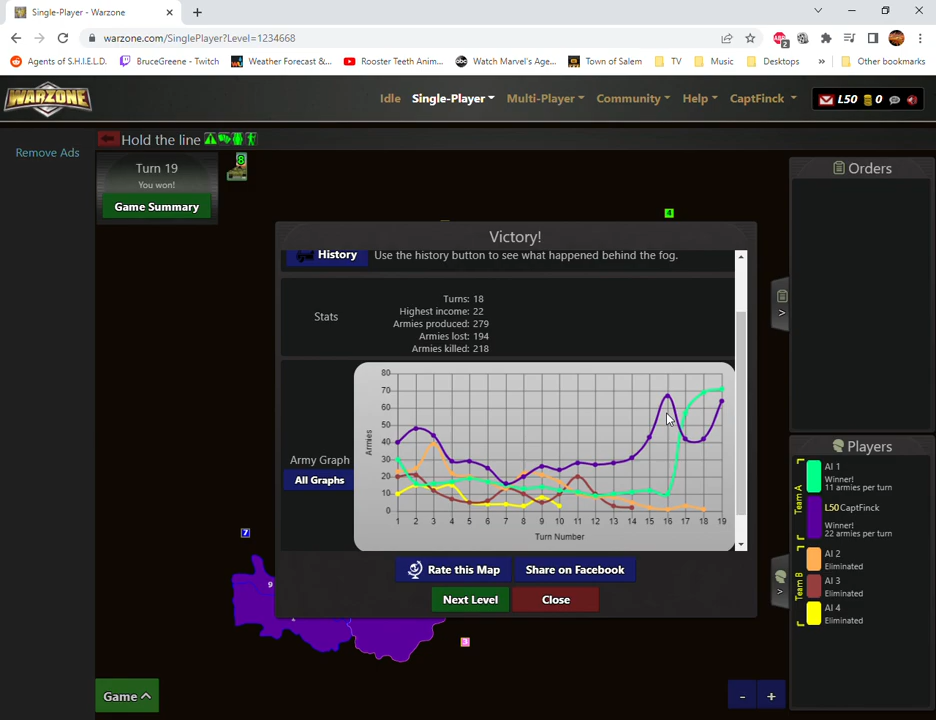 Single-Player - Warzone
warzone.com/SinglePlayer?Level=1234668
2
Agents of S.H.I.E.L.D.
BruceGreene - Twitch
Weather Forecast &...
Rooster Teeth Anim...
Watch Marvel's Age...
Town of Salem
TV
Music
Desktops
»
Other bookmarks
WARZONE
Idle
Single-Player
Multi-Player
Community
Help
CaptFinck
L50
0
Remove Ads
Hold the line
Turn 19
You won!
Game Summary
8
4
Victory!
History
Use the history button to see what happened behind the fog.
Stats
Turns: 18
Highest income: 22
Armies produced: 279
Armies lost: 194
Armies killed: 218
Army Graph
All Graphs
80
70
60
50
40
30
20
10
0
Armies
1 2 3 4 5 6 7 8 9 10 11 12 13 14 15 16 17 18 19
Turn Number
Rate this Map
Share on Facebook
Next Level
Close
7
9
3
Game
- +
Orders
>
Players
>
Team A
AI 1
Winner!
11 armies per turn
L50 CaptFinck
Winner!
22 armies per turn
Team B
AI 2
Eliminated
AI 3
Eliminated
AI 4
Eliminated